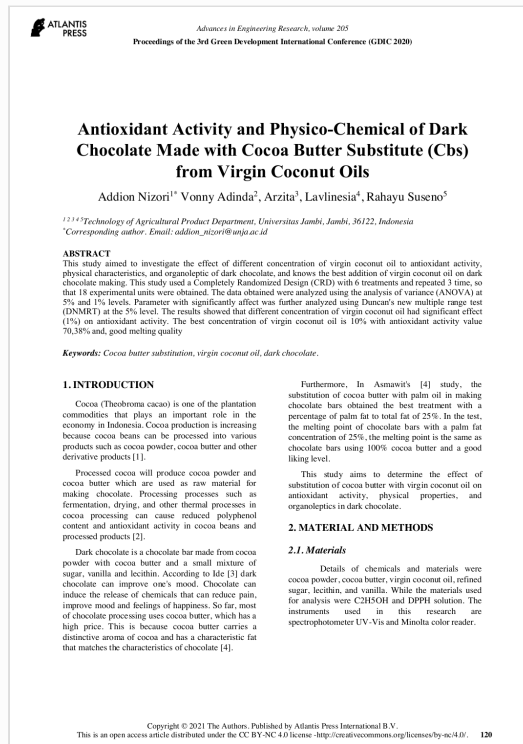 ATLANTIS
PRESS
Advances in Engineering Research, volume 205
Proceedings of the 3rd Green Development International Conference (GDIC 2020)
Antioxidant Activity and Physico-Chemical of Dark
Chocolate Made with Cocoa Butter Substitute (Cbs)
from Virgin Coconut Oils
Addion Nizori1* Vonny Adinda2, Arzita3, Lavlinesia4, Rahayu Suseno5
1 2 3 4 5Technology of Agricultural Product Department, Universitas Jambi, Jambi, 36122, Indonesia
*Corresponding author. Email: addion_nizori@unja.ac.id
ABSTRACT
This study aimed to investigate the effect of different concentration of virgin coconut oil to antioxidant activity,
physical characteristics, and organoleptic of dark chocolate, and knows the best addition of virgin coconut oil on dark
chocolate making. This study used a Completely Randomized Design (CRD) with 6 treatments and repeated 3 time, so
that 18 experimental units were obtained. The data obtained were analyzed using the analysis of variance (ANOVA) at
5% and 1% levels. Parameter with significantly affect was further analyzed using Duncan's new multiple range test
(DNMRT) at the 5% level. The results showed that different concentration of virgin coconut oil had significant effect
(1%) on antioxidant activity. The best concentration of virgin coconut oil is 10% with antioxidant activity value
70,38% and, good melting quality
Keywords: Cocoa butter substitution, virgin coconut oil, dark chocolate.
1. INTRODUCTION
Cocoa (Theobroma cacao) is one of the plantation
commodities that plays an important role in the
economy in Indonesia. Cocoa production is increasing
because cocoa beans can be processed into various
products such as cocoa powder, cocoa butter and other
derivative products [1].
Processed cocoa will produce cocoa powder and
cocoa butter which are used as raw material for
making chocolate. Processing processes such as
fermentation, drying, and other thermal processes in
cocoa processing can cause reduced polyphenol
content and antioxidant activity in cocoa beans and
processed products [2].
Dark chocolate is a chocolate bar made from cocoa
powder with cocoa butter and a small mixture of
sugar, vanilla and lecithin. According to Ide [3] dark
chocolate can improve one's mood. Chocolate can
induce the release of chemicals that can reduce pain,
improve mood and feelings of happiness. So far, most
of chocolate processing uses cocoa butter, which has a
high price. This is because cocoa butter carries a
distinctive aroma of cocoa and has a characteristic fat
that matches the characteristics of chocolate [4].
Furthermore, In Asmawit's [4] study, the
substitution of cocoa butter with palm oil in making
chocolate bars obtained the best treatment with a
percentage of palm fat to total fat of 25%. In the test,
the melting point of chocolate bars with a palm fat
concentration of 25%, the melting point is the same as
chocolate bars using 100% cocoa butter and a good
liking level.
This study aims to determine the effect of
substitution of cocoa butter with virgin coconut oil on
antioxidant activity, physical properties, and
organoleptics in dark chocolate.
2. MATERIAL AND METHODS
2.1. Materials
Details of chemicals and materials were
cocoa powder, cocoa butter, virgin coconut oil, refined
sugar, lecithin, and vanilla. While the materials used
for analysis were C2H5OH and DPPH solution. The
instruments used in this research are
spectrophotometer UV-Vis and Minolta color reader.
Copyright © 2021 The Authors. Published by Atlantis Press International B.V.
This is an open access article distributed under the CC BY-NC 4.0 license -http://creativecommons.org/licenses/by-nc/4.0/. 120